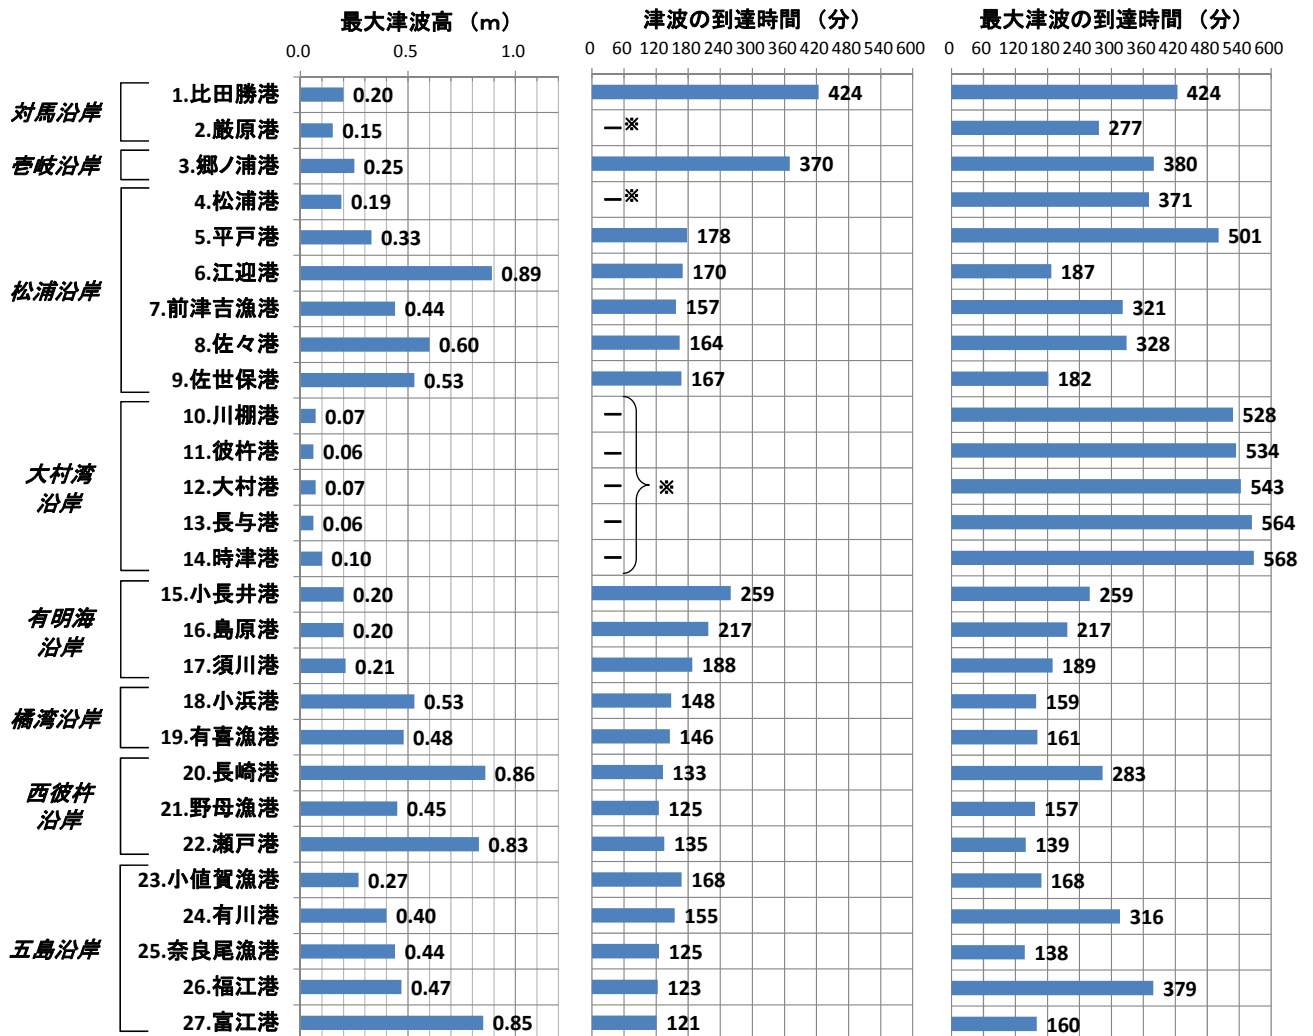 最大津波高 （m）
津波の到達時間 （分）
最大津波の到達時間 （分）
0.0 0.5 1.0
0 60 120 180 240 300 360 420 480 540 600
0 60 120 180 240 300 360 420 480 540 600
対馬沿岸
1.比田勝港 0.20 424 424
2.厳原港 0.15 ー※ 277
壱岐沿岸
3.郷ノ浦港 0.25 370 380
松浦沿岸
4.松浦港 0.19 ー※ 371
5.平戸港 0.33 178 501
6.江迎港 0.89 170 187
7.前津吉漁港 0.44 157 321
8.佐々港 0.60 164 328
9.佐世保港 0.53 167 182
大村湾
沿岸
10.川棚港 0.07 ー 528
11.彼杵港 0.06 ー 534
12.大村港 0.07 ー ※ 543
13.長与港 0.06 ー 564
14.時津港 0.10 ー 568
有明海
沿岸
15.小長井港 0.20 259 259
16.島原港 0.20 217 217
17.須川港 0.21 188 189
橘湾沿岸
18.小浜港 0.53 148 159
19.有喜漁港 0.48 146 161
西彼杵
沿岸
20.長崎港 0.86 133 283
21.野母漁港 0.45 125 157
22.瀬戸港 0.83 135 139
五島沿岸
23.小値賀漁港 0.27 168 168
24.有川港 0.40 155 316
25.奈良尾漁港 0.44 125 138
26.福江港 0.47 123 379
27.富江港 0.85 121 160